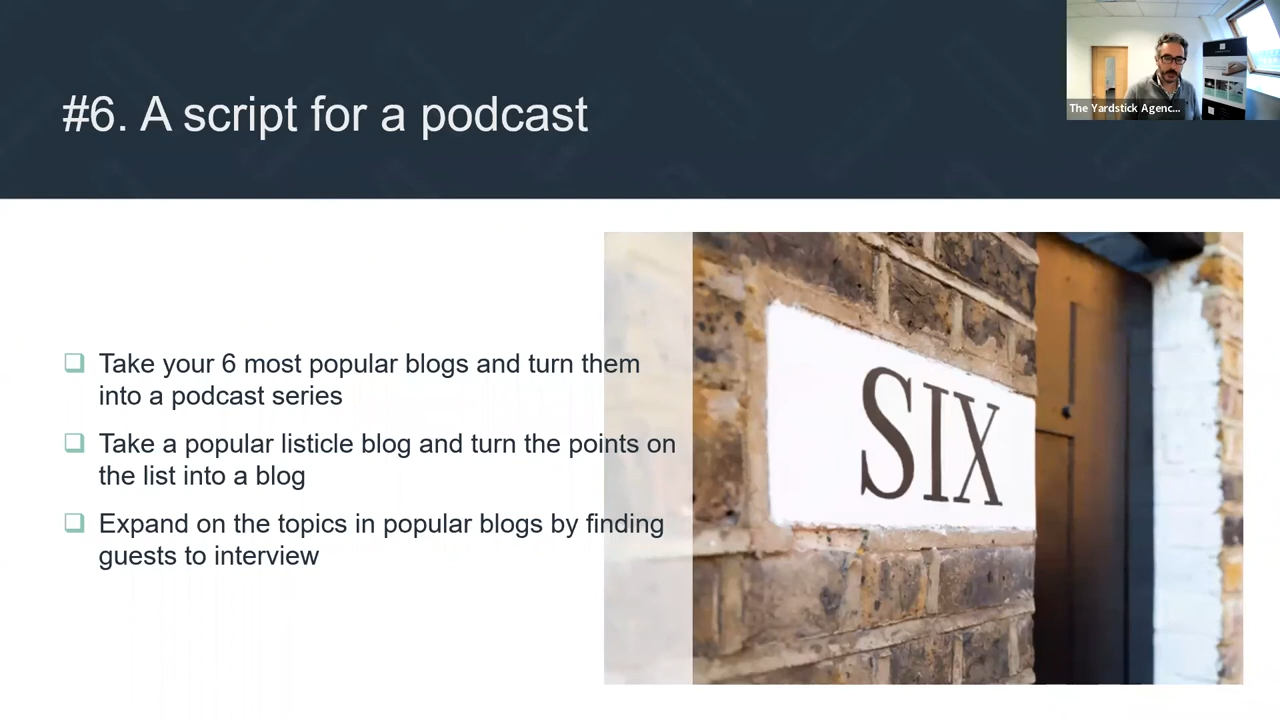 #6. A script for a podcast
The Yardstick Agenc...
Take your 6 most popular blogs and turn them
into a podcast series
Take a popular listicle blog and turn the points on
the list into a blog
Expand on the topics in popular blogs by finding
guests to interview
SIX